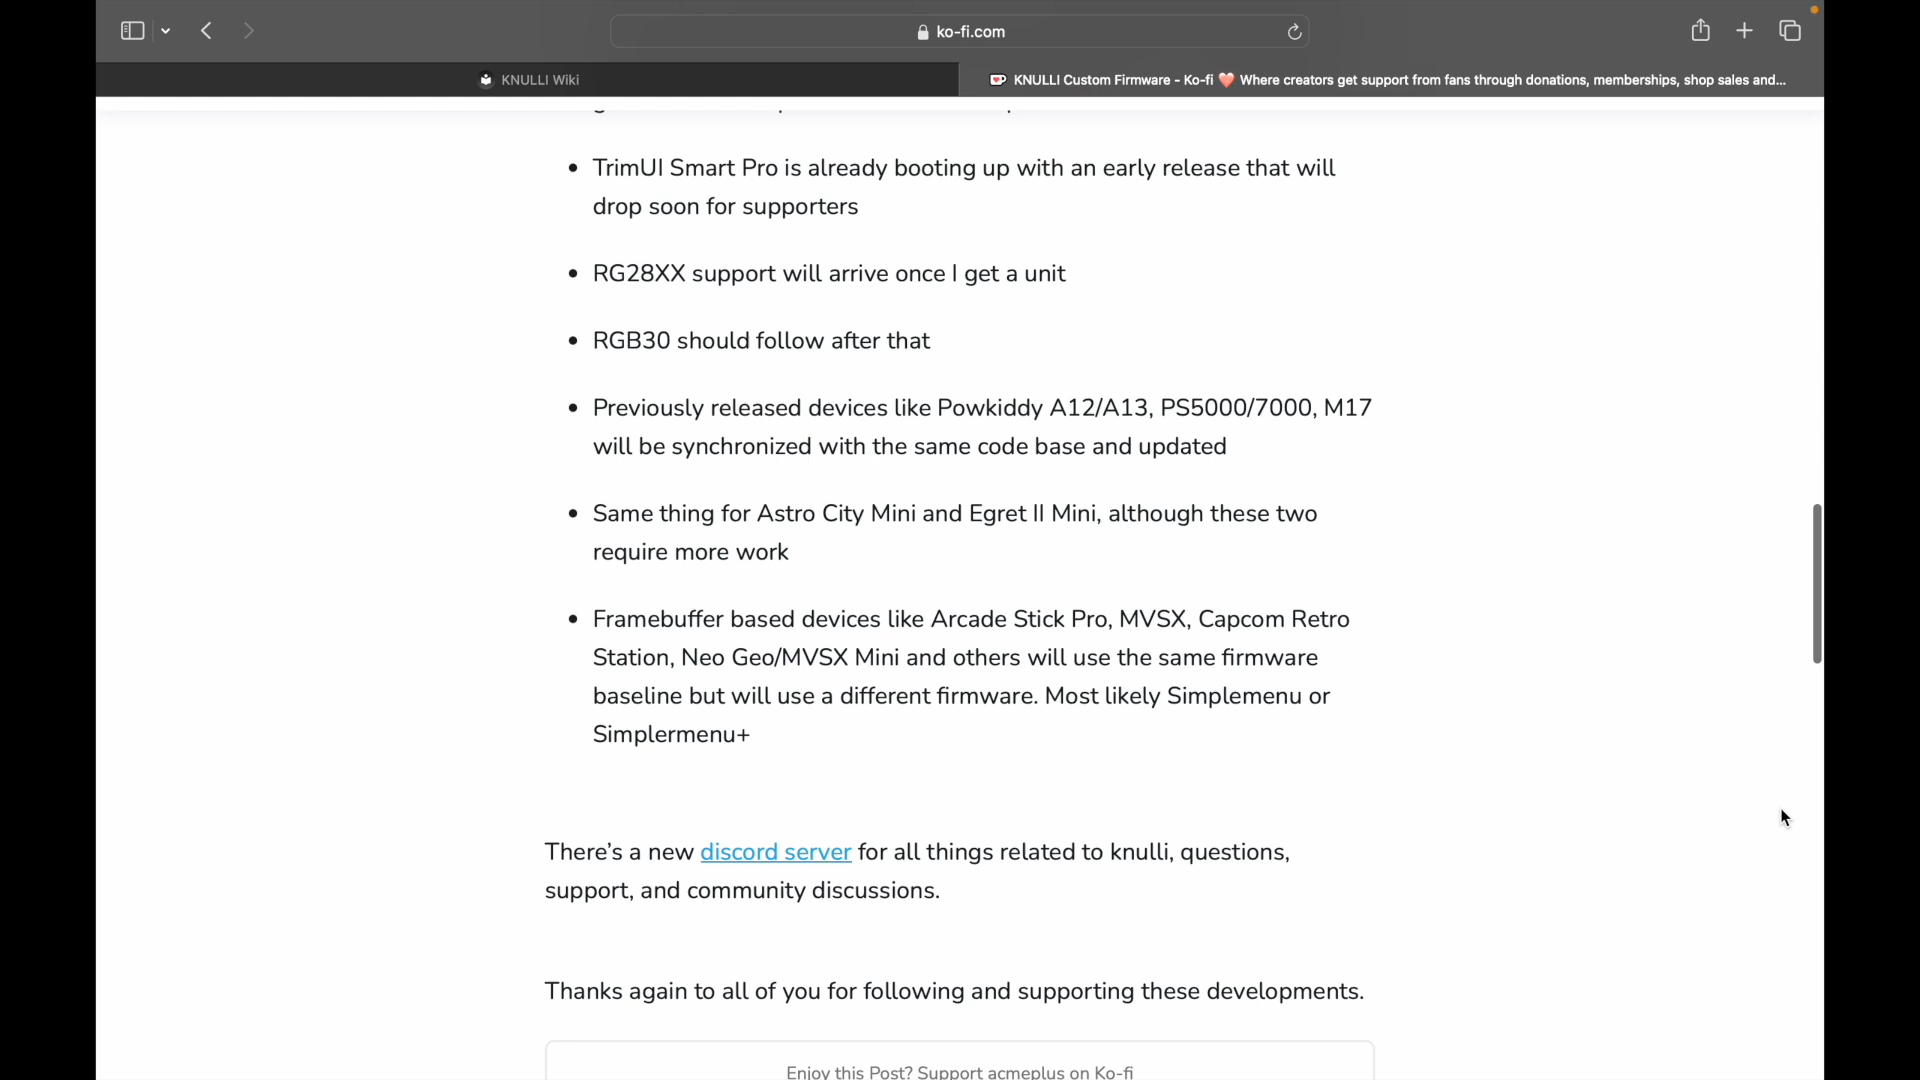 ko-fi.com
KNULLI Wiki
KNULLI Custom Firmware - Ko-fi ❤️ Where creators get support from fans through donations, memberships, shop sales and...
• TrimUI Smart Pro is already booting up with an early release that will
drop soon for supporters
• RG28XX support will arrive once I get a unit
• RGB30 should follow after that
• Previously released devices like Powkiddy A12/A13, PS5000/7000, M17
will be synchronized with the same code base and updated
• Same thing for Astro City Mini and Egret II Mini, although these two
require more work
• Framebuffer based devices like Arcade Stick Pro, MVSX, Capcom Retro
Station, Neo Geo/MVSX Mini and others will use the same firmware
baseline but will use a different firmware. Most likely Simplemenu or
Simplermenu+
There's a new discord server for all things related to knulli, questions,
support, and community discussions.
Thanks again to all of you for following and supporting these developments.
Enjoy this Post? Support acmeplus on Ko-fi